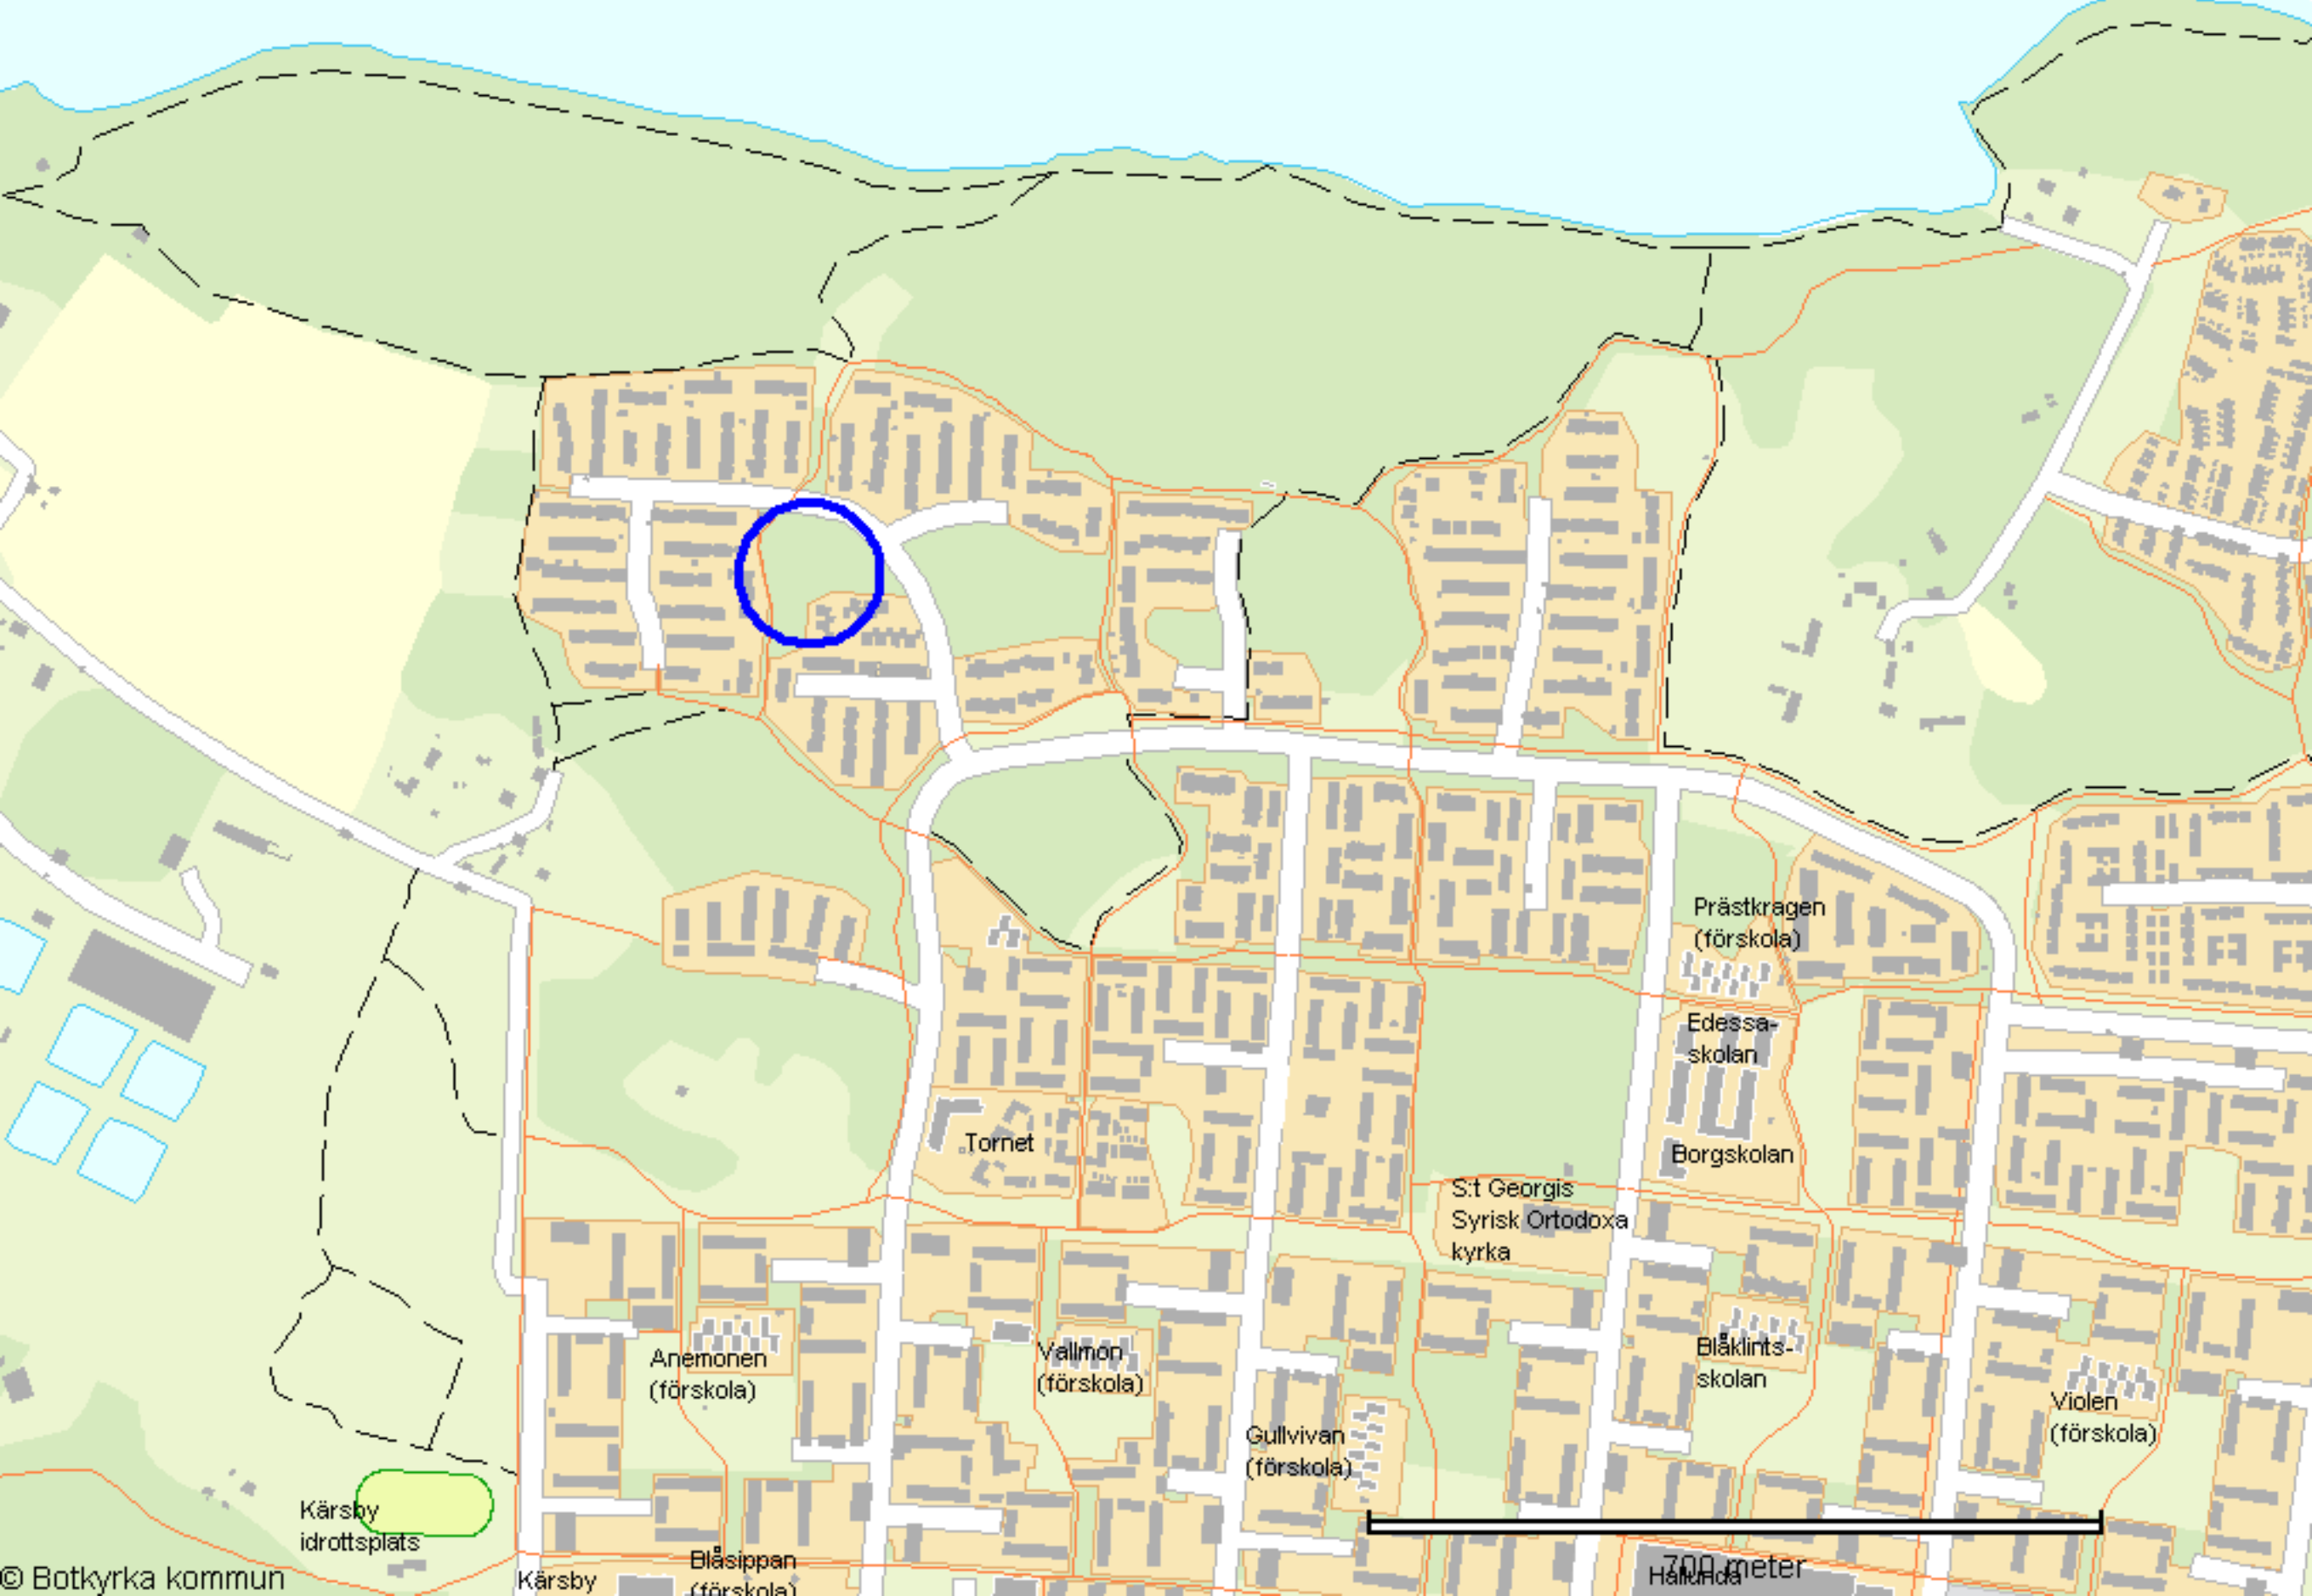 Prästkragen
(förskola)
Edessa-
skolan
Tornet
Borgskolan
S:t Georgis
Syrisk Ortodoxa
kyrka
Anemonen
(förskola)
Vallmon
(förskola)
Blåklints-
skolan
Violen
(förskola)
Gullvivan
(förskola)
Kärsby
idrottsplats
700 meter
Hallunda
Blåsippan
(förskola)
Kärsby
© Botkyrka kommun